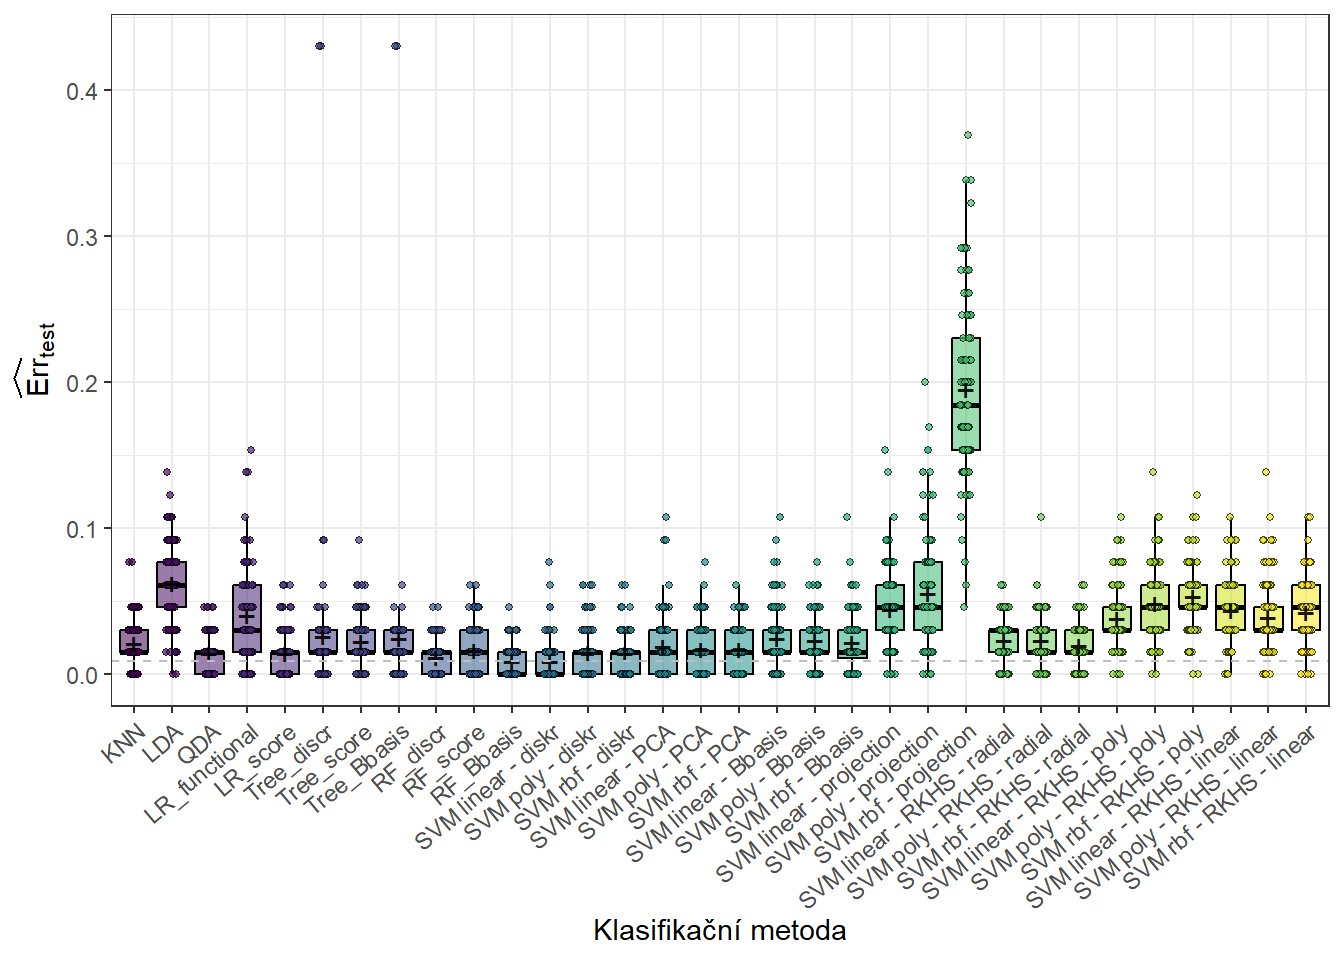 0.4
0.3
0.2
0.1
0.0
Err test
KNN
LDA
QDA
LR_functional
LR_score
Tree_discr
Tree_score
Tree_Bbasis
RF_discr
RF_score
RF_Bbasis
SVM linear - diskr
SVM poly - diskr
SVM rbf - diskr
SVM linear - PCA
SVM poly - PCA
SVM rbf - PCA
SVM linear - Bbasis
SVM poly - Bbasis
SVM rbf - Bbasis
SVM linear - projection
SVM poly - projection
SVM rbf - projection
SVM linear - RKHS - radial
SVM poly - RKHS - radial
SVM rbf - RKHS - radial
SVM linear - RKHS - poly
SVM poly - RKHS - poly
SVM rbf - RKHS - poly
SVM linear - RKHS - linear
SVM poly - RKHS - linear
SVM rbf - RKHS - linear
Klasifikační metoda